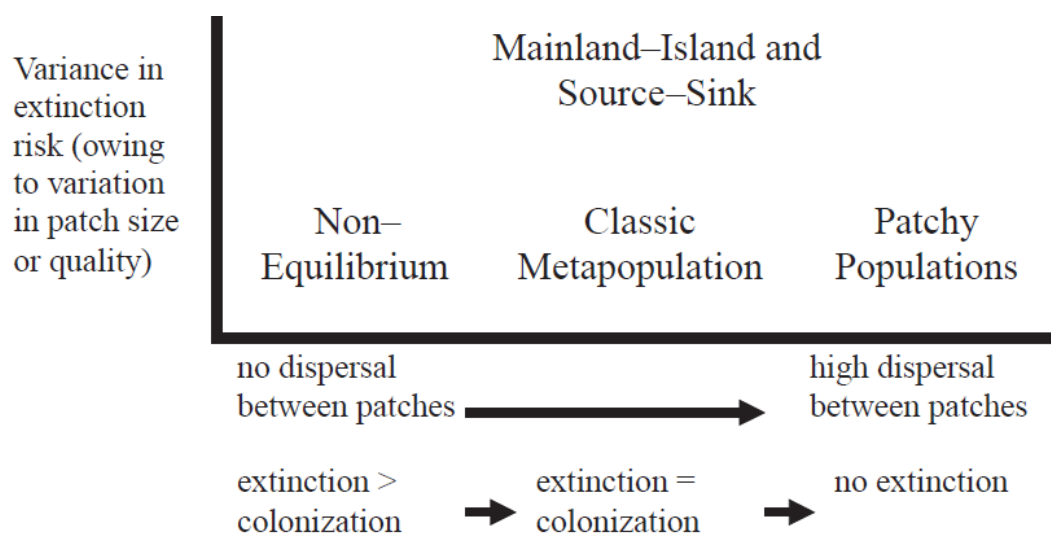 Variance in
extinction
risk (owing
to variation
in patch size
or quality)
Mainland–Island and
Source–Sink
Non–
Equilibrium
Classic
Metapopulation
Patchy
Populations
no dispersal
between patches
high dispersal
between patches
extinction >
colonization
extinction =
colonization
no extinction